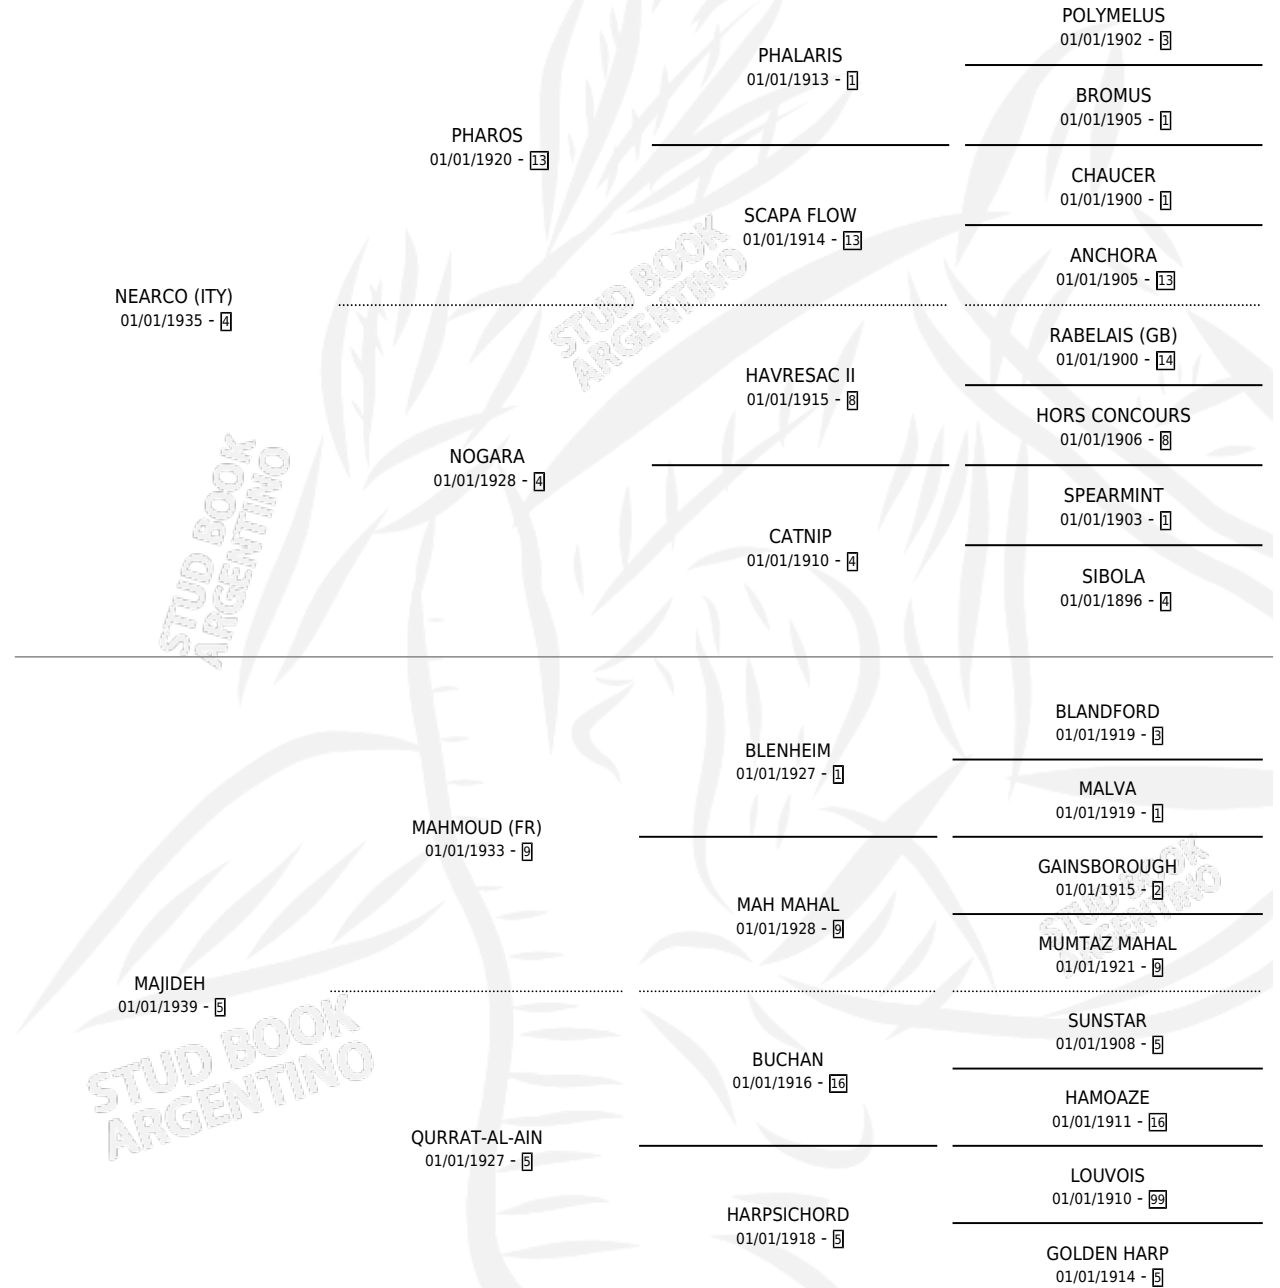 POLYMELUS
01/01/1902 - 3
PHALARIS
01/01/1913 - 1
BROMUS
01/01/1905 - 1
PHAROS
01/01/1920 - 13
CHAUCER
01/01/1900 - 1
SCAPA FLOW
01/01/1914 - 13
ANCHORA
01/01/1905 - 13
NEARCO (ITY)
01/01/1935 - 4
STUD BOOK
ARGENTINO
RABELAIS (GB)
01/01/1900 - 14
HAVRESAC II
01/01/1915 - 8
HORS CONCOURS
01/01/1906 - 8
NOGARA
01/01/1928 - 4
SPEARMINT
01/01/1903 - 1
CATNIP
01/01/1910 - 4
SIBOLA
01/01/1896 - 4
STUD BOOK
ARGENTINO
BLANDFORD
01/01/1919 - 3
BLENHEIM
01/01/1927 - 1
MALVA
01/01/1919 - 1
MAHMOUD (FR)
01/01/1933 - 9
GAINSBOROUGH
01/01/1915 - 2
MAH MAHAL
01/01/1928 - 9
STUD BOOK
ARGENTINO
MUMTAZ MAHAL
01/01/1921 - 9
MAJIDEH
01/01/1939 - 5
SUNSTAR
01/01/1908 - 5
BUCHAN
01/01/1916 - 16
STUD BOOK
ARGENTINO
HAMOAZE
01/01/1911 - 16
QURRAT-AL-AIN
01/01/1927 - 5
LOUVOIS
01/01/1910 - 99
HARPSICHORD
01/01/1918 - 5
GOLDEN HARP
01/01/1914 - 5